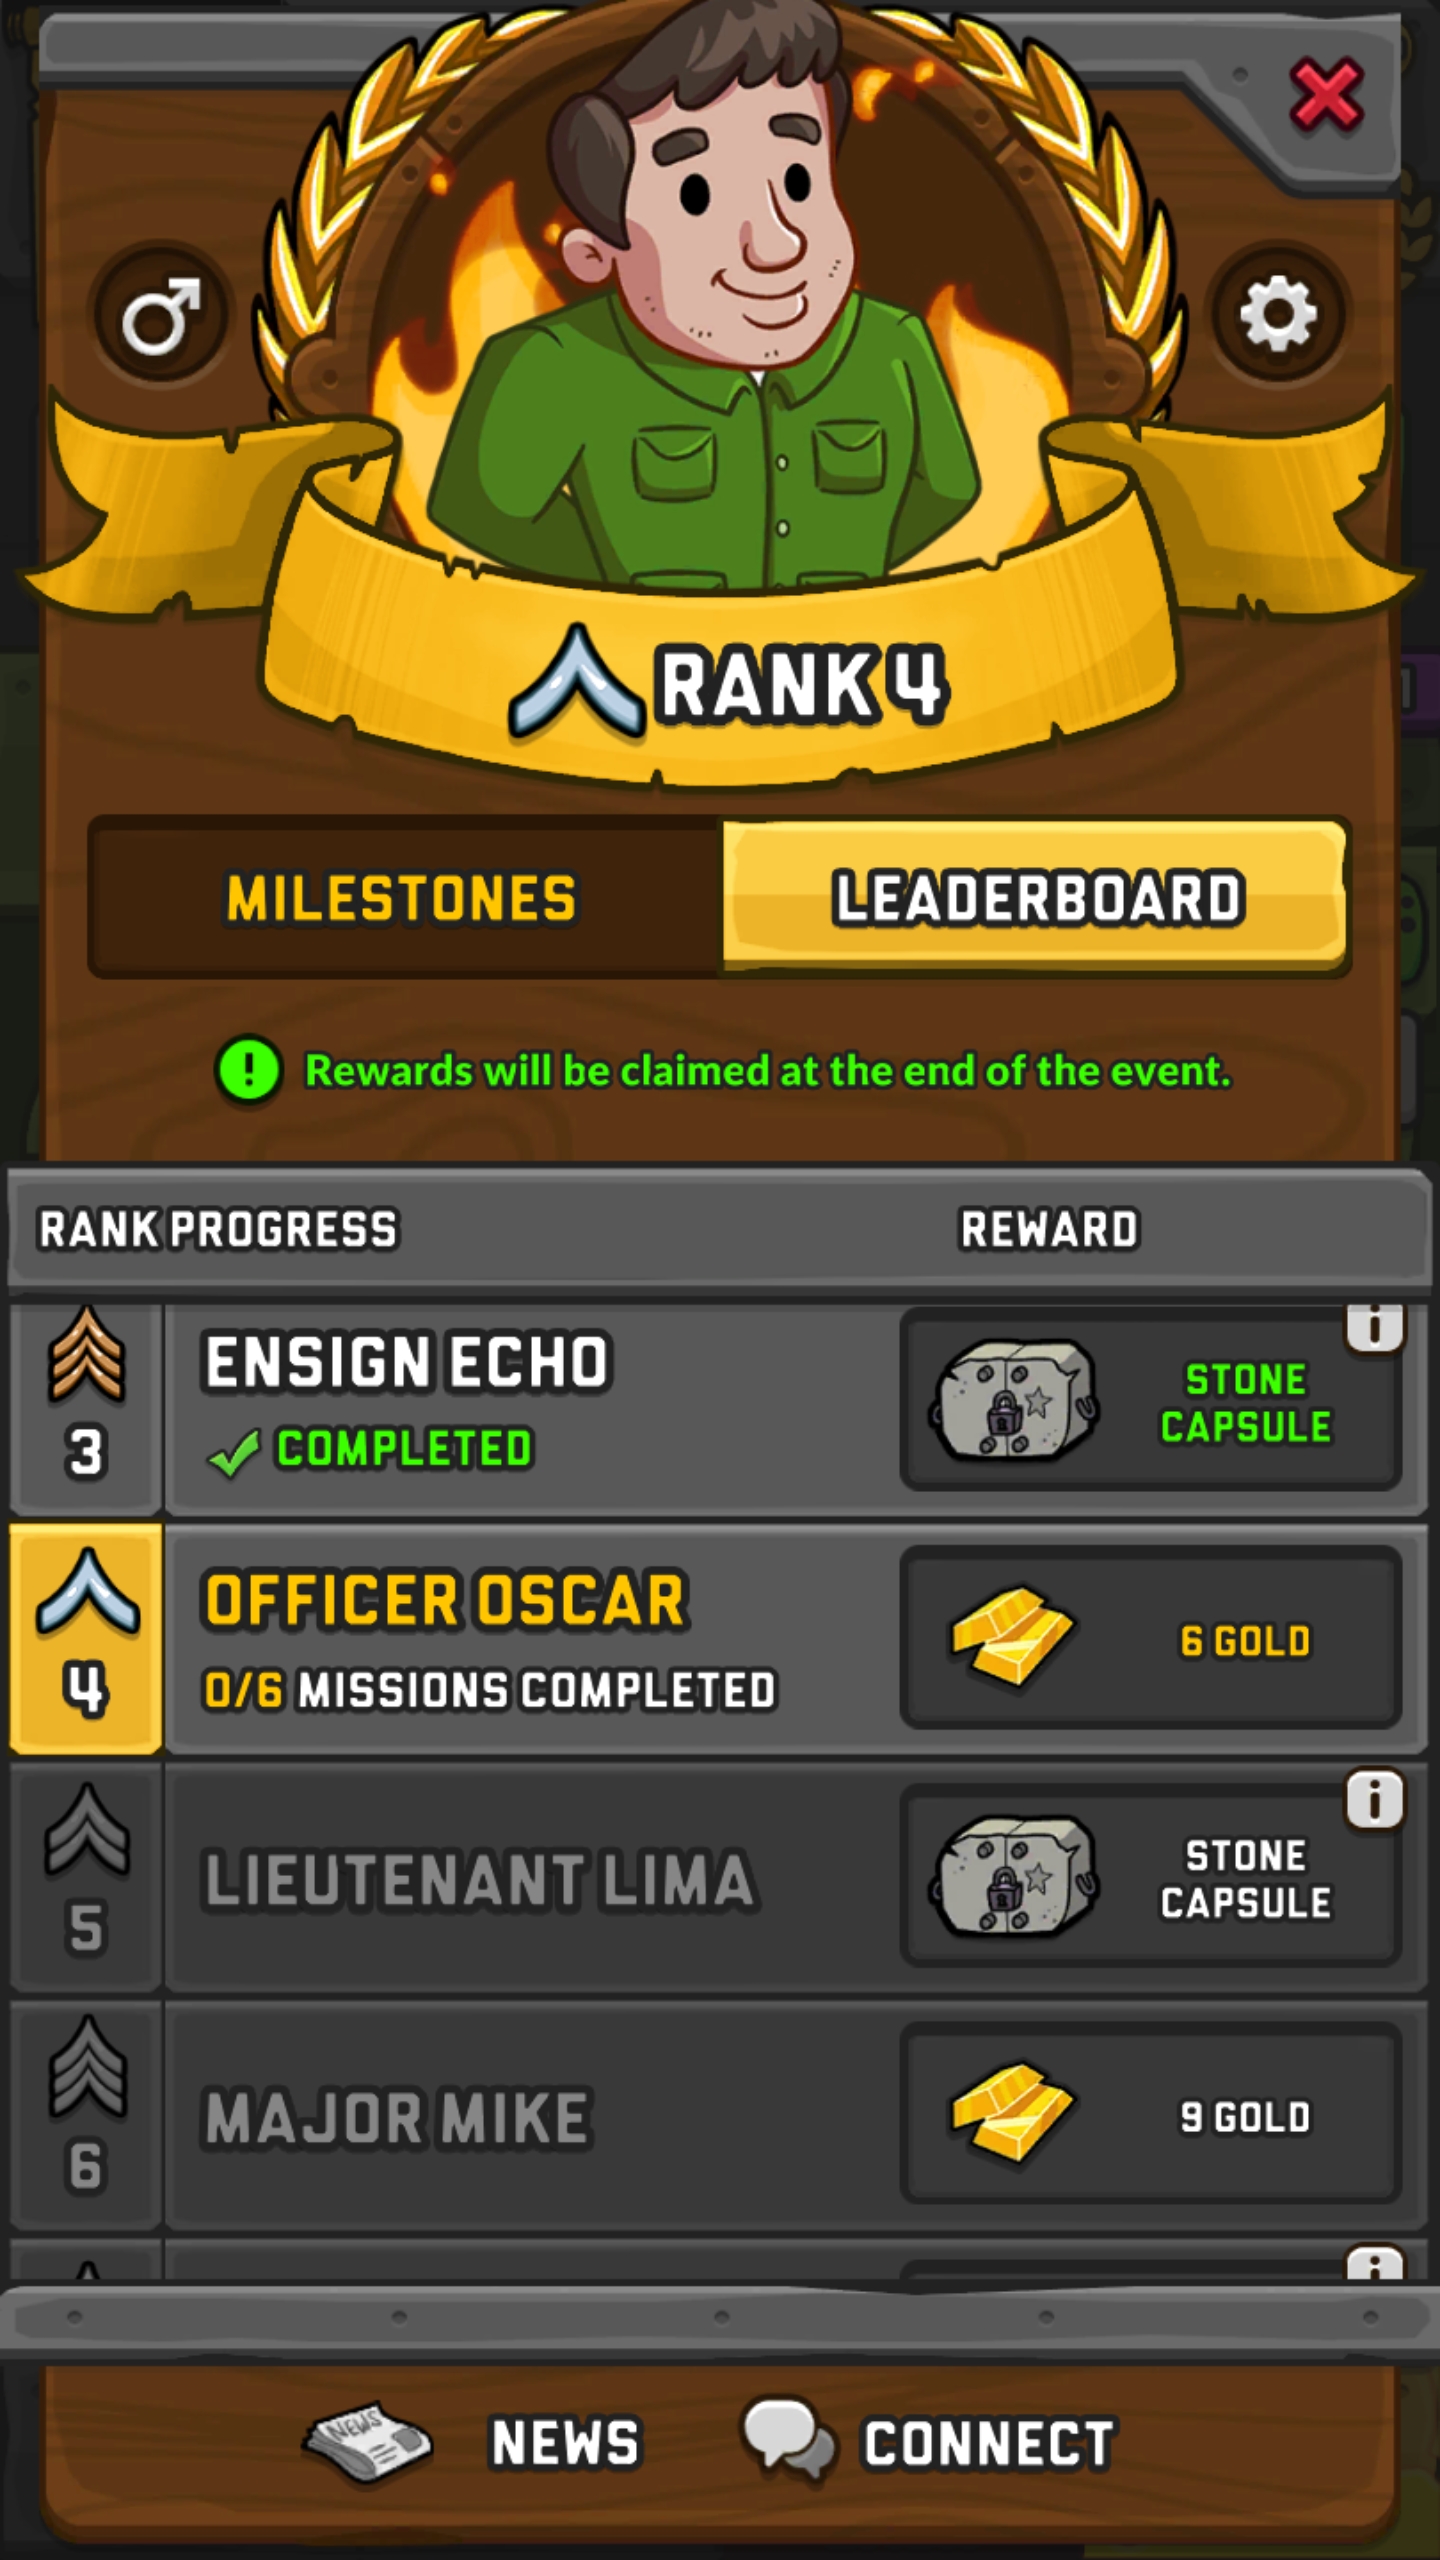 RANK 4
MILESTONES
LEADERBOARD
! Rewards will be claimed at the end of the event.
RANK PROGRESS
REWARD
3
ENSIGN ECHO
COMPLETED
STONE
CAPSULE
i
4
OFFICER OSCAR
0/6 MISSIONS COMPLETED
6 GOLD
5
LIEUTENANT LIMA
STONE
CAPSULE
i
6
MAJOR MIKE
9 GOLD
i
NEWS
NEWS
CONNECT